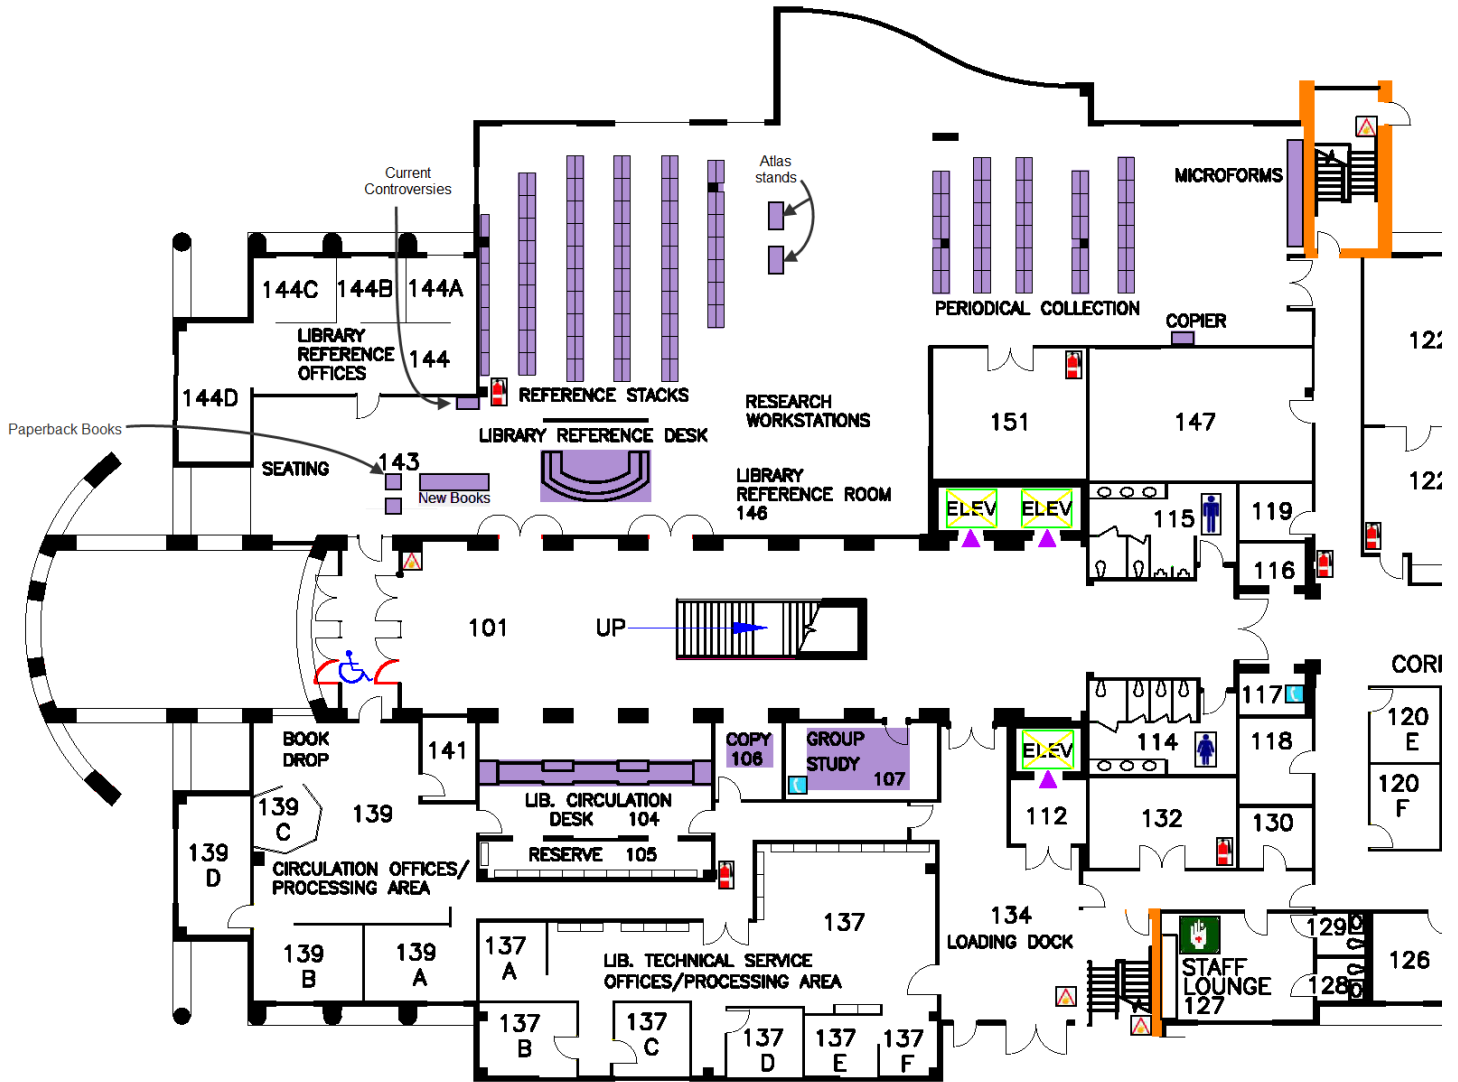 Current
Controversies
Atlas
stands
MICROFORMS
144C
144B
144A
PERIODICAL COLLECTION
COPIER
LIBRARY
REFERENCE
OFFICES
144
122
144D
REFERENCE STACKS
RESEARCH
WORKSTATIONS
151
147
Paperback Books
LIBRARY REFERENCE DESK
SEATING
143
New Books
LIBRARY
REFERENCE ROOM
146
122
ELEV
ELEV
115
119
116
101
UP
CORI
117
BOOK
DROP
141
COPY
106
GROUP
STUDY
107
ELEV
114
118
120
E
139
C
139
LIB. CIRCULATION
DESK 104
112
132
130
120
F
139
D
CIRCULATION OFFICES/
PROCESSING AREA
RESERVE 105
137
134
LOADING DOCK
129
139
B
139
A
137
A
LIB. TECHNICAL SERVICE
OFFICES/PROCESSING AREA
STAFF
LOUNGE
127
128
126
137
B
137
C
137
D
137
E
137
F